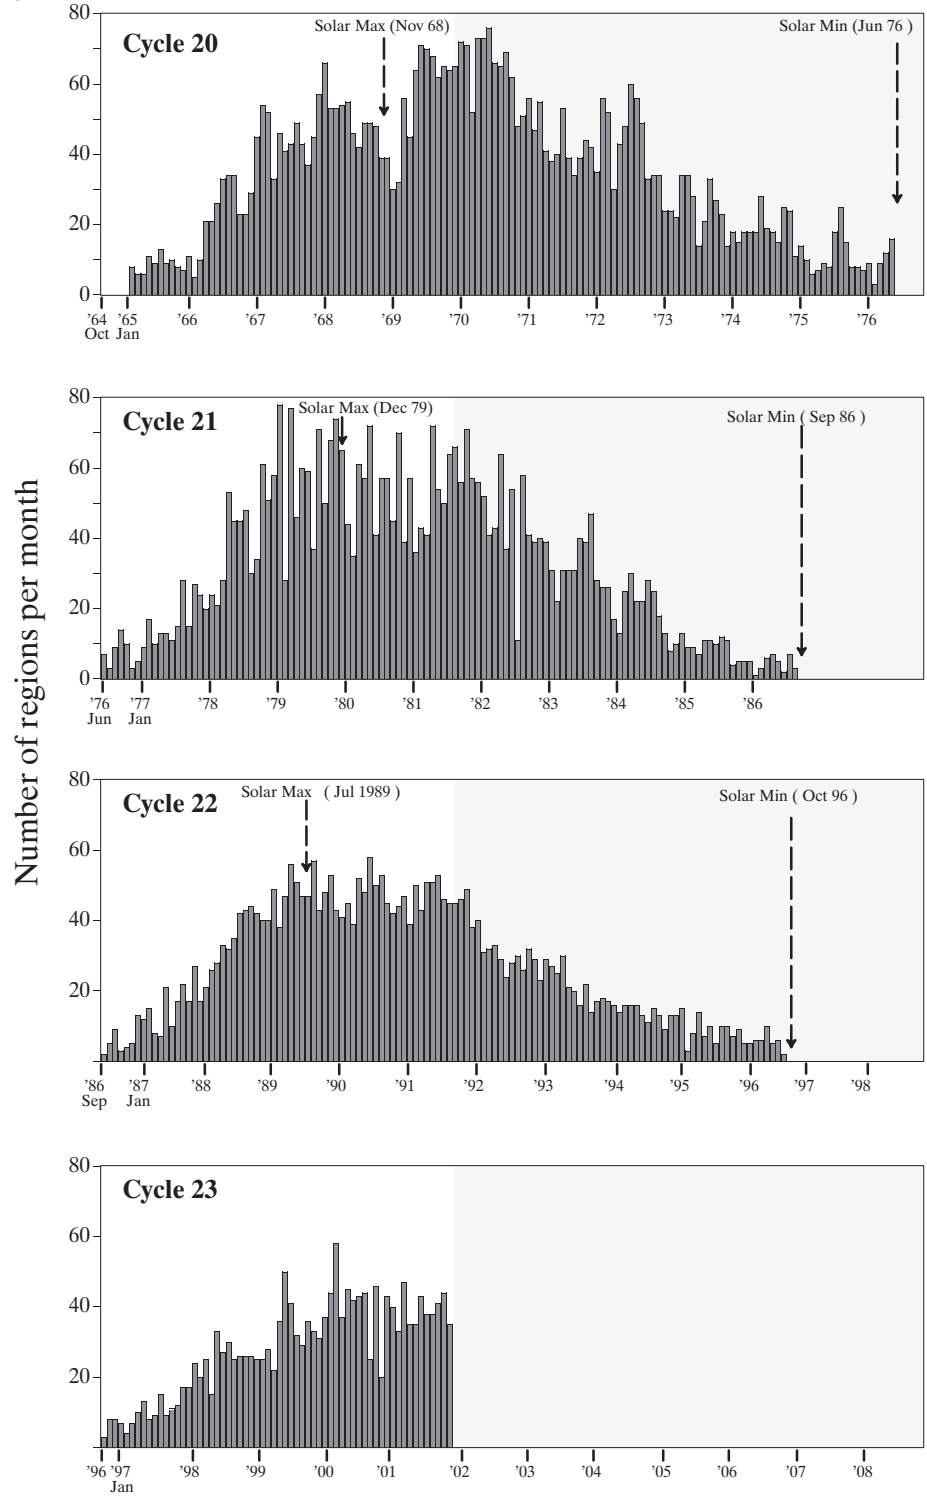 Number of regions per month
80
60
40
20
0
Cycle 20
Solar Max (Nov 68)
Solar Min (Jun 76 )
’64 ’65 ’66 ’67 ’68 ’69 ’70 ’71 ’72 ’73 ’74 ’75 ’76
Oct Jan
80
60
40
20
0
Cycle 21
Solar Max (Dec 79)
Solar Min ( Sep 86 )
’76 ’77 ’78 ’79 ’80 ’81 ’82 ’83 ’84 ’85 ’86
Jun Jan
80
60
40
20
Cycle 22
Solar Max ( Jul 1989 )
Solar Min ( Oct 96 )
’86 ’87 ’88 ’89 ’90 ’91 ’92 ’93 ’94 ’95 ’96 ’97 ’98
Sep Jan
80
60
40
20
Cycle 23
’96 ’97 ’98 ’99 ’00 ’01 ’02 ’03 ’04 ’05 ’06 ’07 ’08
Jan